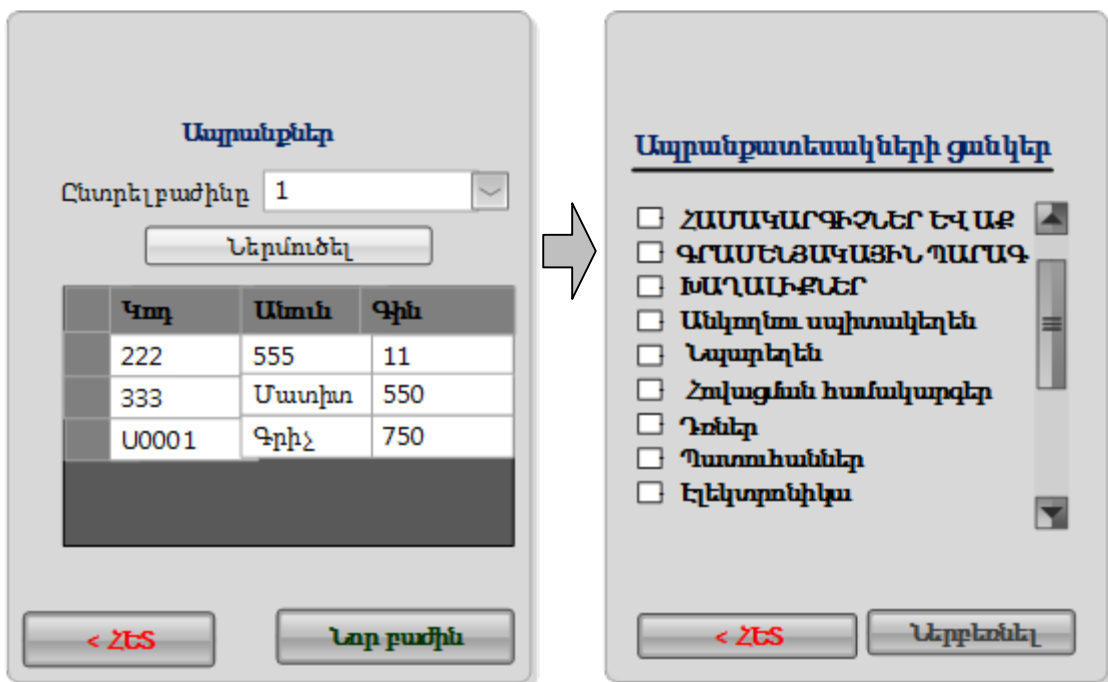 Ապրանքներ
Ընտրել բաժինը 1
Ներմուծել
Կոդ Անուն Գին
222 555 11
333 Մատիտ 550
U0001 Գրիչ 750
< ՀԵՏ Նոր բաժին
Ապրանքատեսակների ցանկեր
ՀԱՄԱԿԱՐԳԻՉՆԵՐ ԵՎ ԱՔ
ԳՐԱՍԵՆՅԱԿԱՅԻՆ ՊԱՐԱԳ
ԽԱՂԱԼԻՔՆԵՐ
Անկողնու սպիտակեղեն
Նպարեղեն
Հովացման համակարգեր
Դռներ
Պատուհաններ
Էլեկտրոնիկա
< ՀԵՏ Ներբեռնել